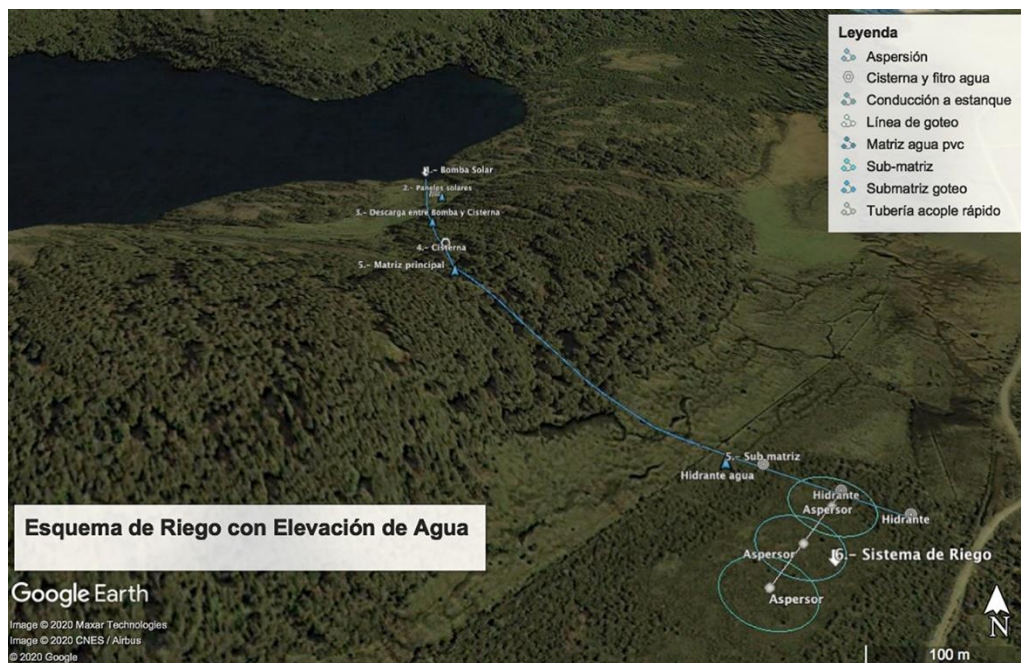 Leyenda
Aspersión
Cisterna y fitro agua
Conducción a estanque
Línea de goteo
Matriz agua pvc
Sub-matriz
Submatriz goteo
Tubería acople rápido
1.- Bomba Solar
2.- Paneles solares
3.- Descarga entre Bomba y Cisterna
4.- Cisterna
5.- Matriz principal
5.- Sub matriz
Hidrante agua
Hidrante
Aspersor
Hidrante
Aspersor
6.- Sistema de Riego
Aspersor
Esquema de Riego con Elevación de Agua
Google Earth
Image © 2020 Maxar Technologies
Image © 2020 CNES / Airbus
© 2020 Google
N
100 m